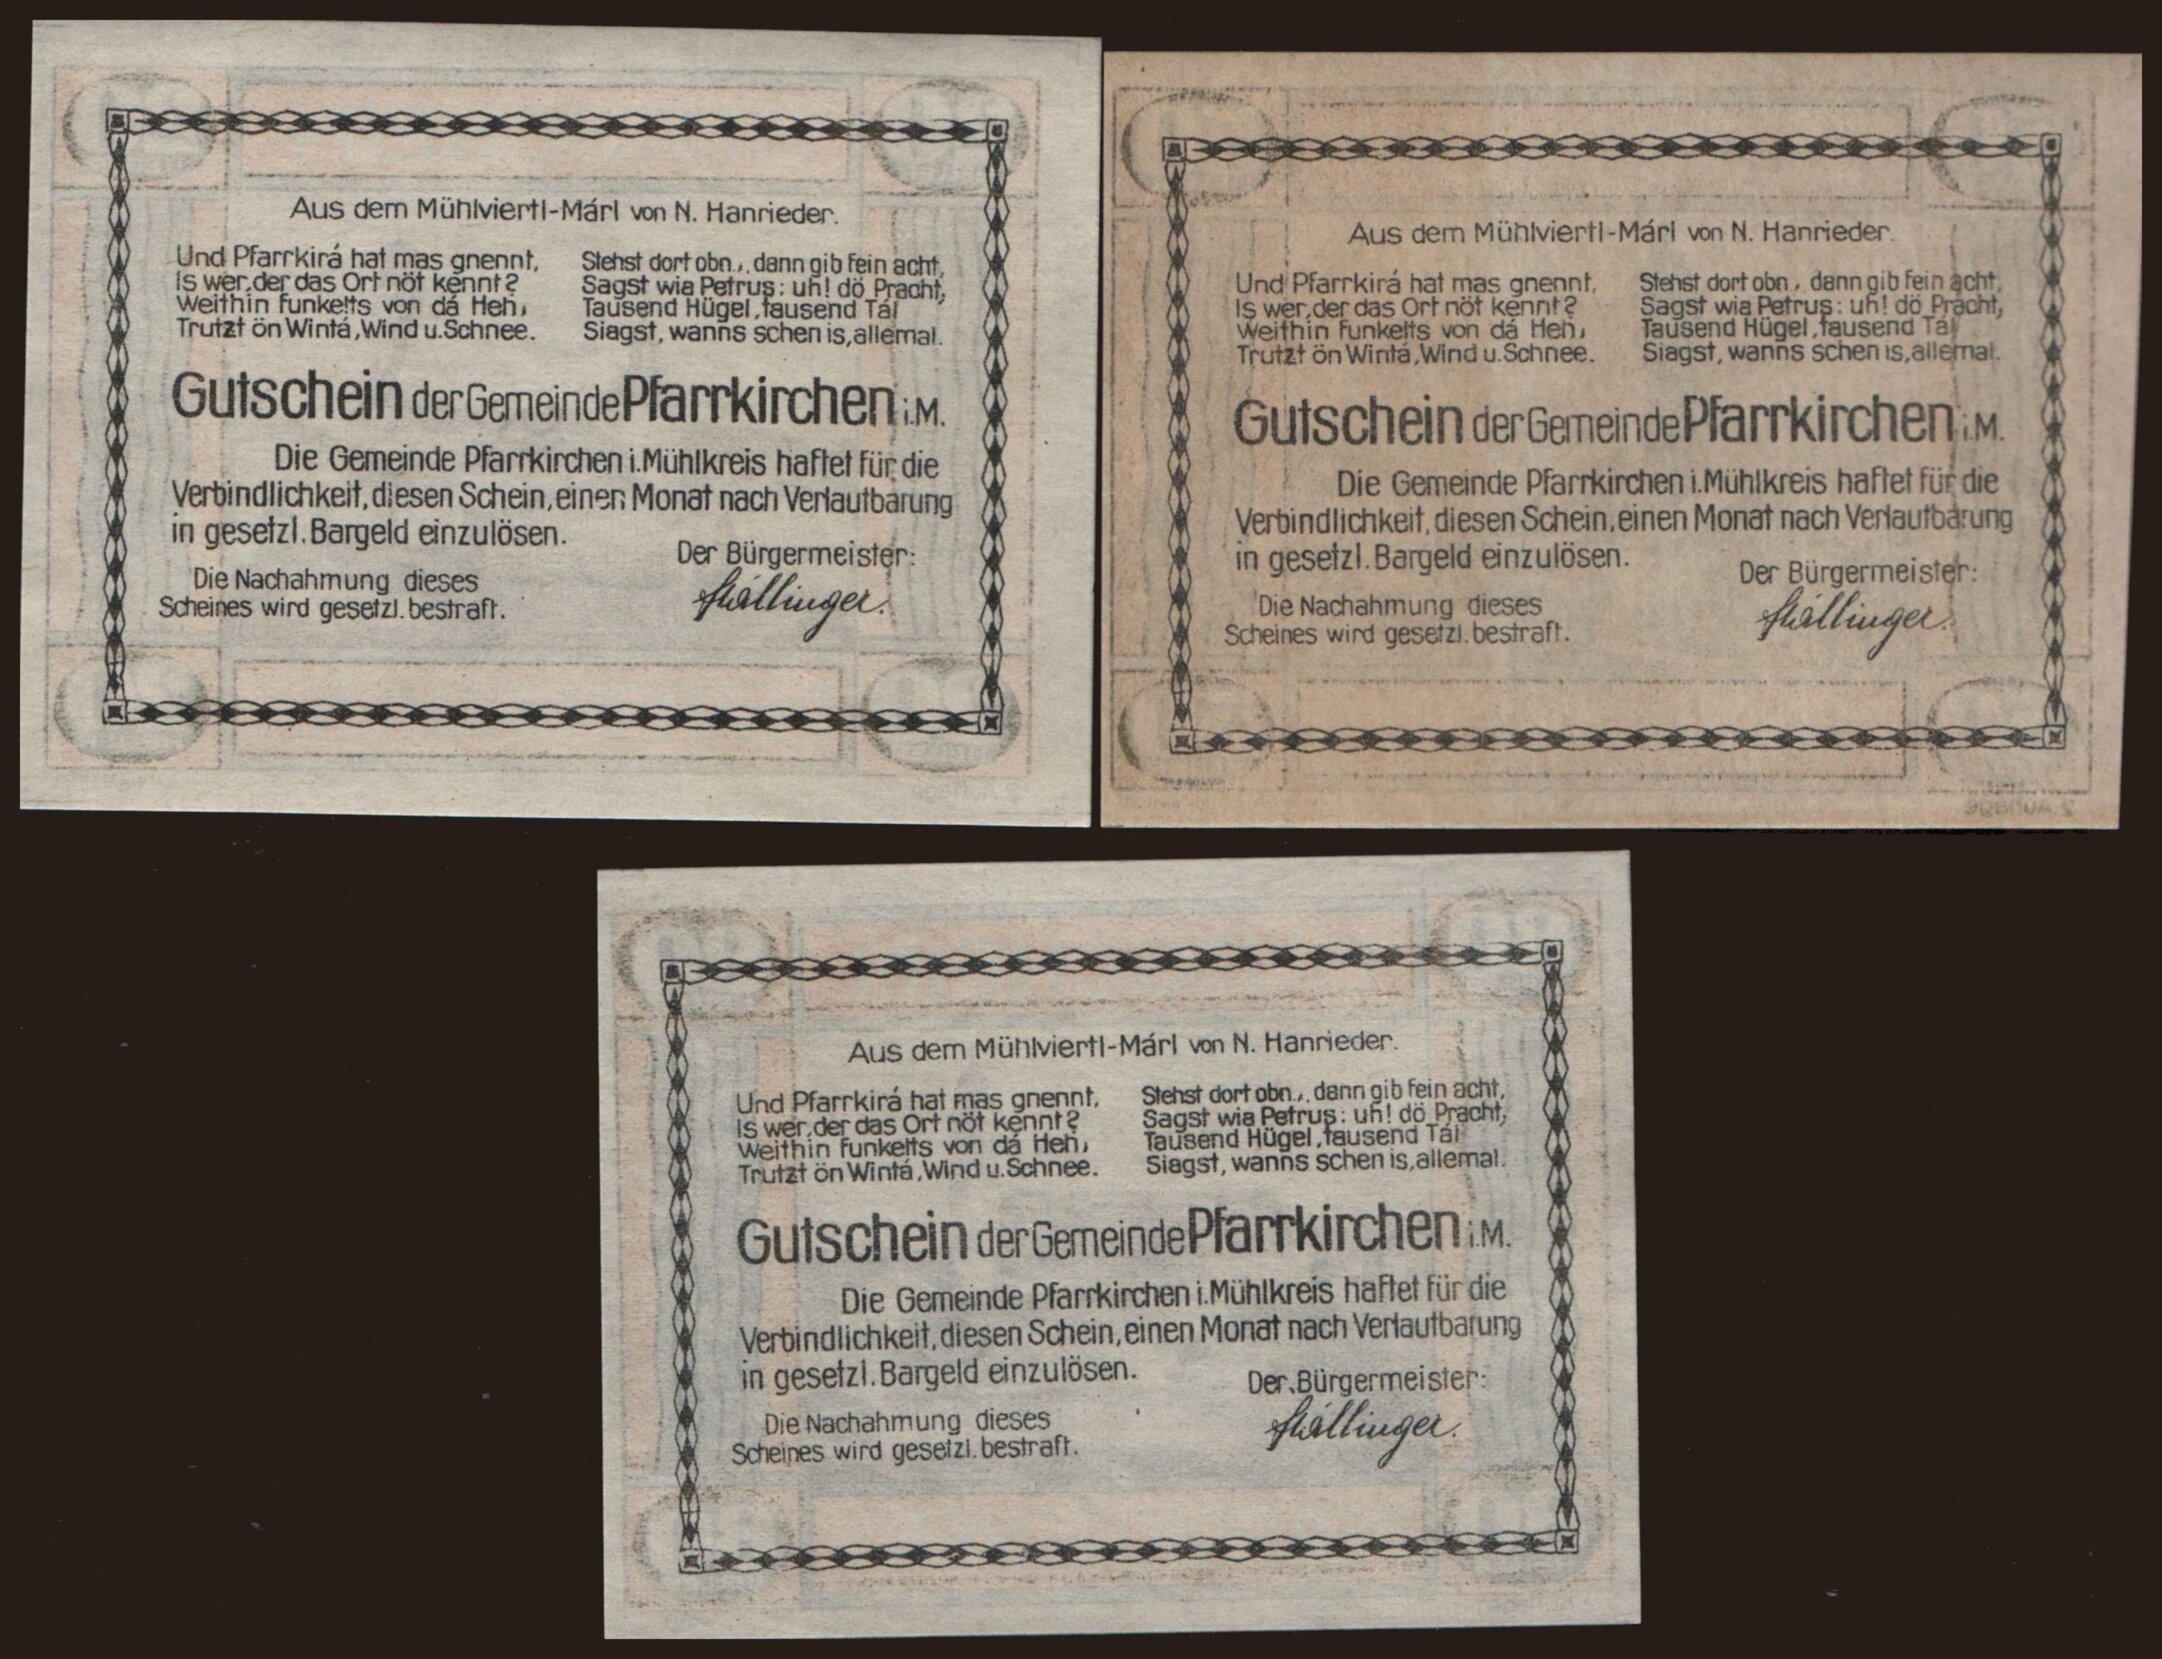 Aus dem Mühlviertl-Márl von N. Hanrieder.
Und Pfarrkirá hat mas gnennt,
Is wer, der das Ort nöt kennt?
Weithin funkelts von dá Heh,
Trutzt ön Wintá, Wind u. Schnee.
Stehst dort obn., dann gib fein acht,
Sagst wia Petrus: uh! dö Pracht,
Tausend Hügel, tausend Tál
Siagst, wanns schen is, allemal.
Gutschein der Gemeinde Pfarrkirchen i.M.
Die Gemeinde Pfarrkirchen i. Mühlkreis haftet für die
Verbindlichkeit, diesen Schein, einen Monat nach Verlautbarung
in gesetzl. Bargeld einzulösen.
Der Bürgermeister:
Die Nachahmung dieses
Scheines wird gesetzl. bestraft.
Aus dem Mühlviertl-Márl von N. Hanrieder.
Und Pfarrkirá hat mas gnennt,
Is wer, der das Ort nöt kennt?
Weithin funkelts von dá Heh,
Trutzt ön Wintá, Wind u. Schnee.
Stehst dort obn., dann gib fein acht,
Sagst wia Petrus: uh! dö Pracht,
Tausend Hügel, tausend Tál
Siagst, wanns schen is, allemal.
Gutschein der Gemeinde Pfarrkirchen i.M.
Die Gemeinde Pfarrkirchen i. Mühlkreis haftet für die
Verbindlichkeit, diesen Schein, einen Monat nach Verlautbarung
in gesetzl. Bargeld einzulösen.
Der Bürgermeister:
Die Nachahmung dieses
Scheines wird gesetzl. bestraft.
Aus dem Mühlviertl-Márl von N. Hanrieder.
Und Pfarrkirá hat mas gnennt,
Is wer, der das Ort nöt kennt?
Weithin funkelts von dá Heh,
Trutzt ön Wintá, Wind u. Schnee.
Stehst dort obn., dann gib fein acht,
Sagst wia Petrus: uh! dö Pracht,
Tausend Hügel, tausend Tál
Siagst, wanns schen is, allemal.
Gutschein der Gemeinde Pfarrkirchen i.M.
Die Gemeinde Pfarrkirchen i. Mühlkreis haftet für die
Verbindlichkeit, diesen Schein, einen Monat nach Verlautbarung
in gesetzl. Bargeld einzulösen.
Der Bürgermeister:
Die Nachahmung dieses
Scheines wird gesetzl. bestraft.